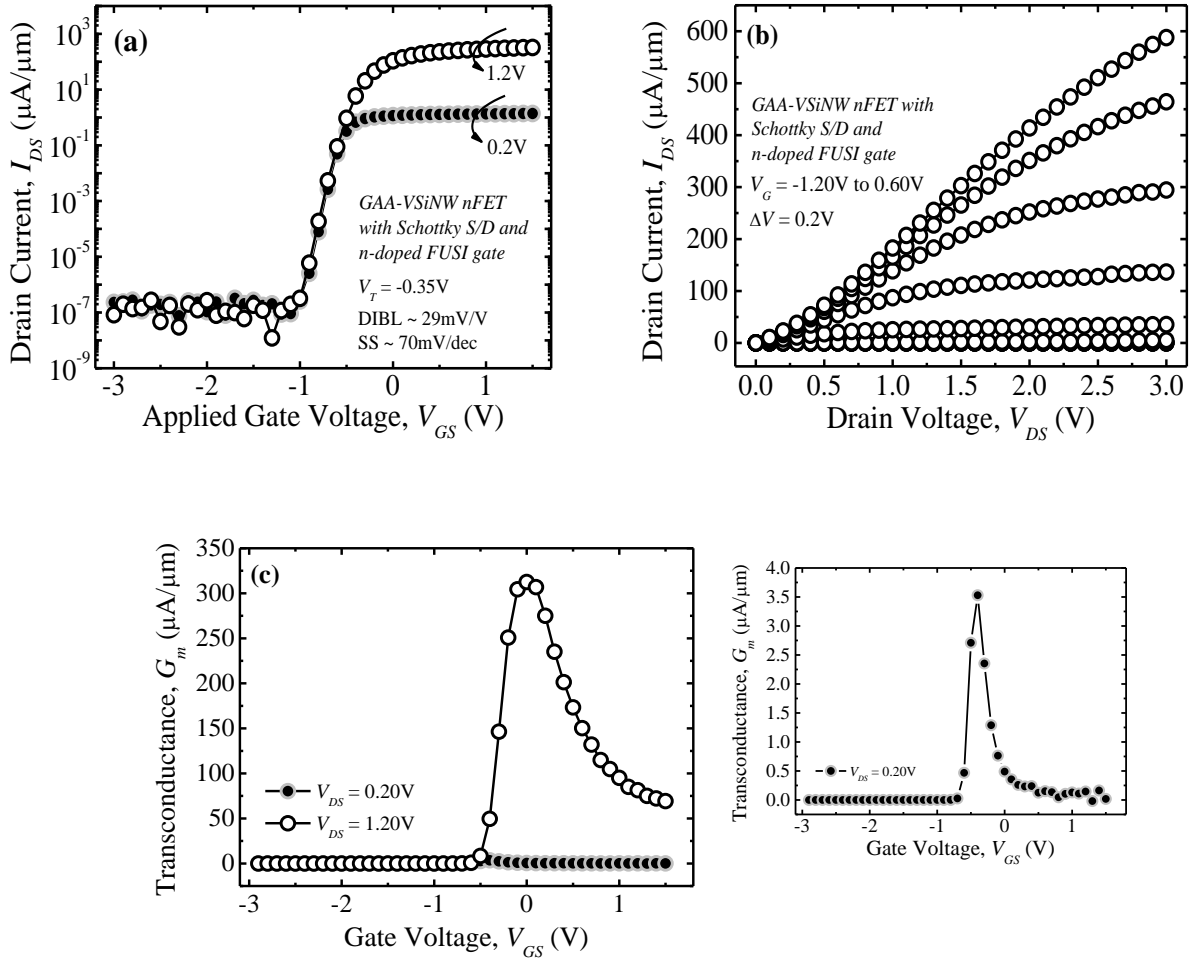 (a)
10³
10¹
10⁻¹
10⁻³
10⁻⁵
10⁻⁷
10⁻⁹
Drain Current, I_DS (µA/µm)
1.2V
0.2V
GAA-VSiNW nFET
with Schottky S/D and
n-doped FUSI gate
V_T = -0.35V
DIBL ~ 29mV/V
SS ~ 70mV/dec
-3 -2 -1 0 1
Applied Gate Voltage, V_GS (V)
(b)
600
500
400
300
200
100
0
Drain Current, I_DS (µA/µm)
GAA-VSiNW nFET with
Schottky S/D and
n-doped FUSI gate
V_G = -1.20V to 0.60V
ΔV = 0.2V
0.0 0.5 1.0 1.5 2.0 2.5 3.0
Drain Voltage, V_DS (V)
(c)
350
300
250
200
150
100
50
0
Transconductance, G_m (µA/µm)
V_DS = 0.20V
V_DS = 1.20V
-3 -2 -1 0 1
Gate Voltage, V_GS (V)
4.0
3.5
3.0
2.5
2.0
1.5
1.0
0.5
0.0
Transconductance, G_m (µA/µm)
V_DS = 0.20V
-3 -2 -1 0 1
Gate Voltage, V_GS (V)